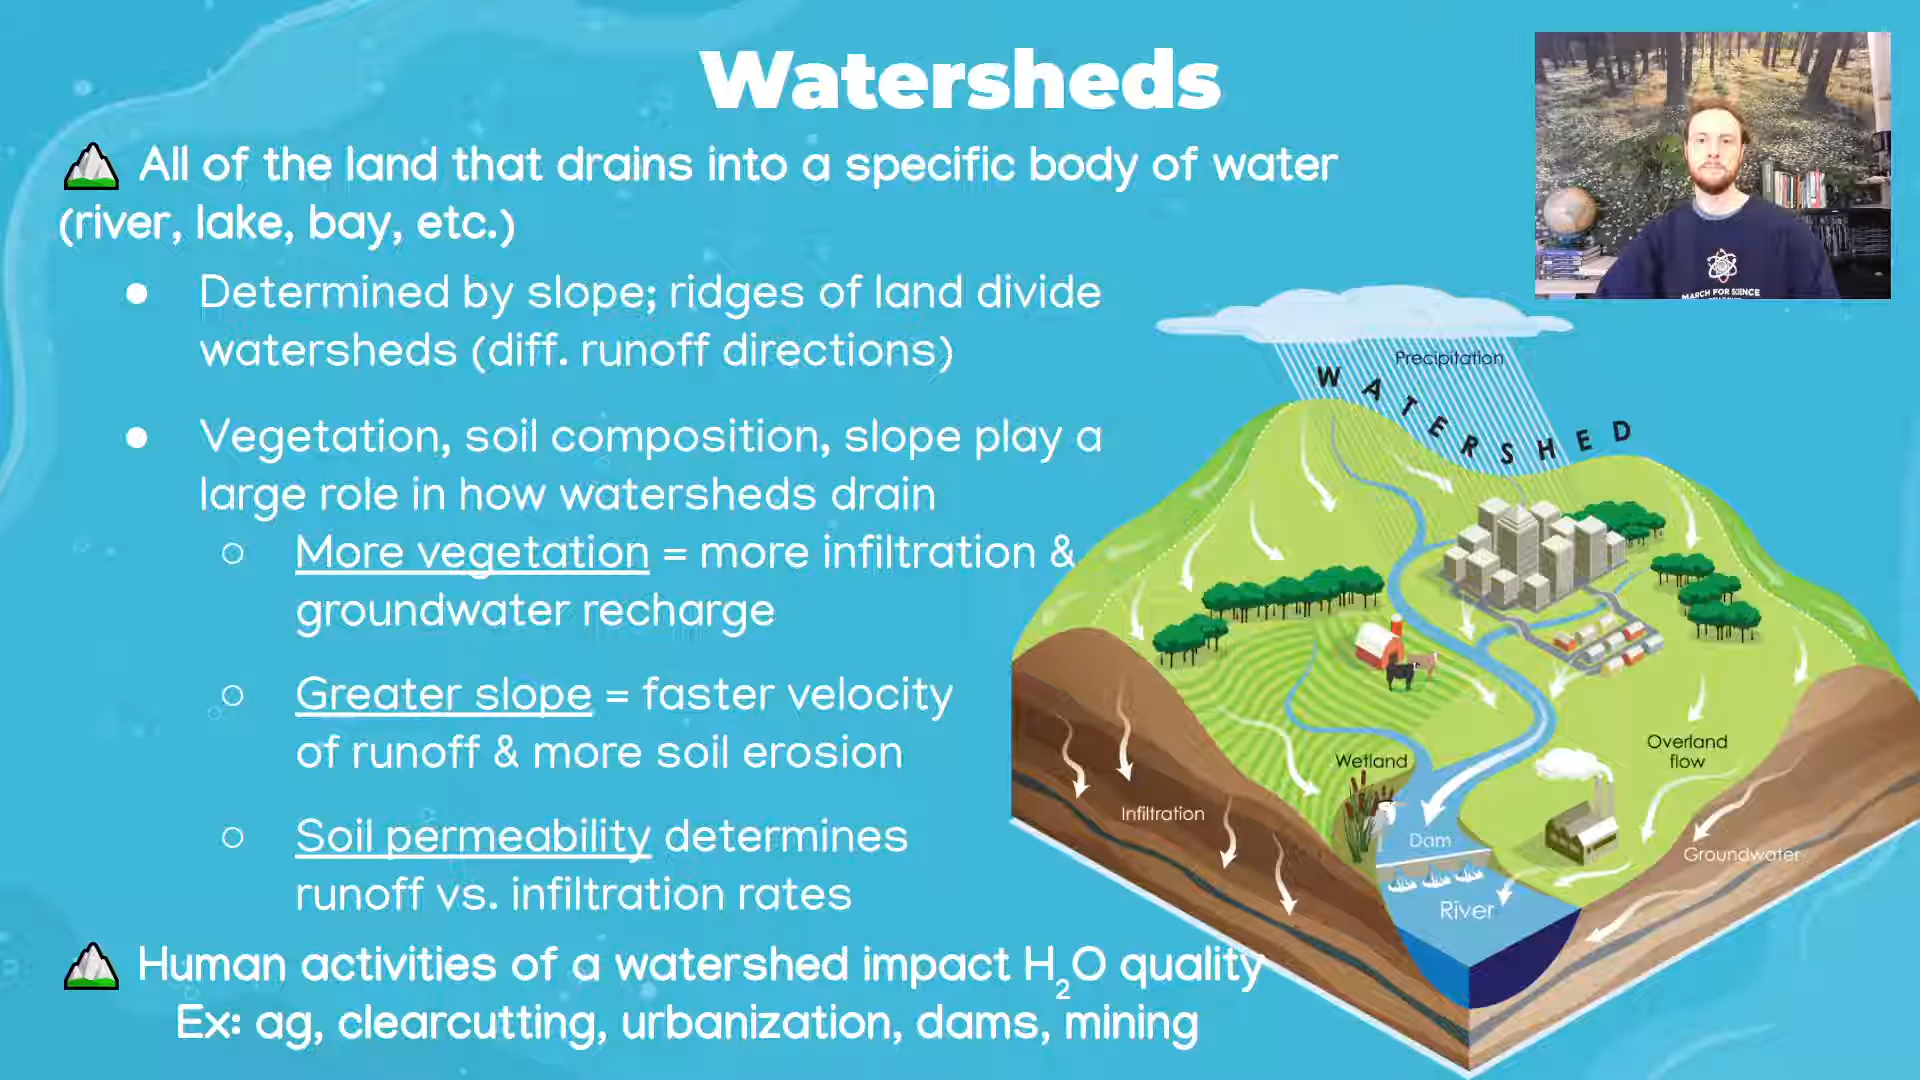 Watersheds
All of the land that drains into a specific body of water
(river, lake, bay, etc.)
● Determined by slope; ridges of land divide
watersheds (diff. runoff directions)
● Vegetation, soil composition, slope play a
large role in how watersheds drain
○ More vegetation = more infiltration &
groundwater recharge
○ Greater slope = faster velocity
of runoff & more soil erosion
○ Soil permeability determines
runoff vs. infiltration rates
Human activities of a watershed impact H₂O quality
Ex: ag, clearcutting, urbanization, dams, mining
MARCH FOR SCIENCE
Precipitation
WATERSHED
Wetland
Overland
flow
Infiltration
Dam
Groundwater
River